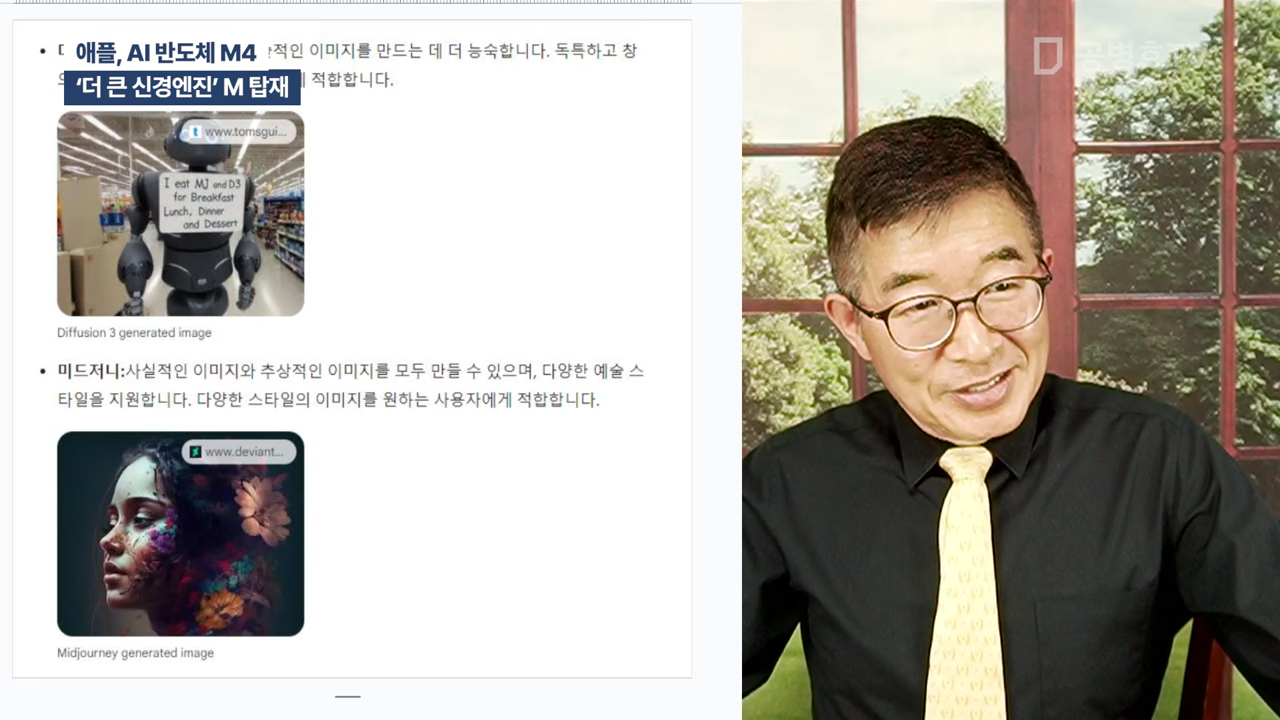 애플, AI 반도체 M4
적인 이미지를 만드는 데 더 능숙합니다. 독특하고 창
‘더 큰 신경엔진’ M 탑재
적합합니다.
www.tomsgui...
I eat MJ and D3
for Breakfast
Lunch, Dinner
and Dessert
Diffusion 3 generated image
미드저니:사실적인 이미지와 추상적인 이미지를 모두 만들 수 있으며, 다양한 예술 스
타일을 지원합니다. 다양한 스타일의 이미지를 원하는 사용자에게 적합합니다.
www.deviant...
Midjourney generated image
공병호TV